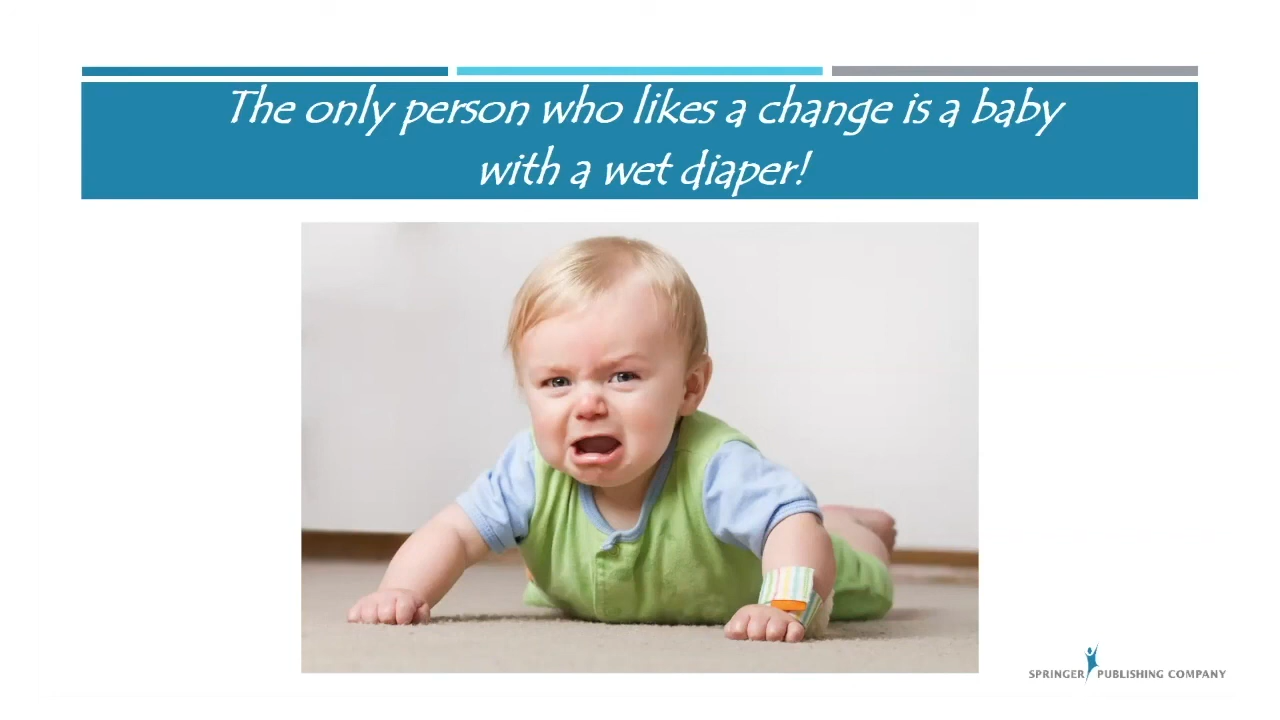 The only person who likes a change is a baby
with a wet diaper!
SPRINGER PUBLISHING COMPANY